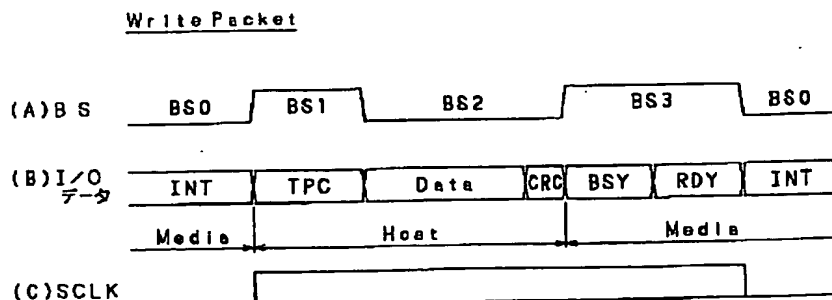 Write Packet
(A) B S BS0 BS1 BS2 BS3 BS0
(B) I/O INT TPC Data CRC BSY RDY INT
データ
Media Host Media
(C) SCLK